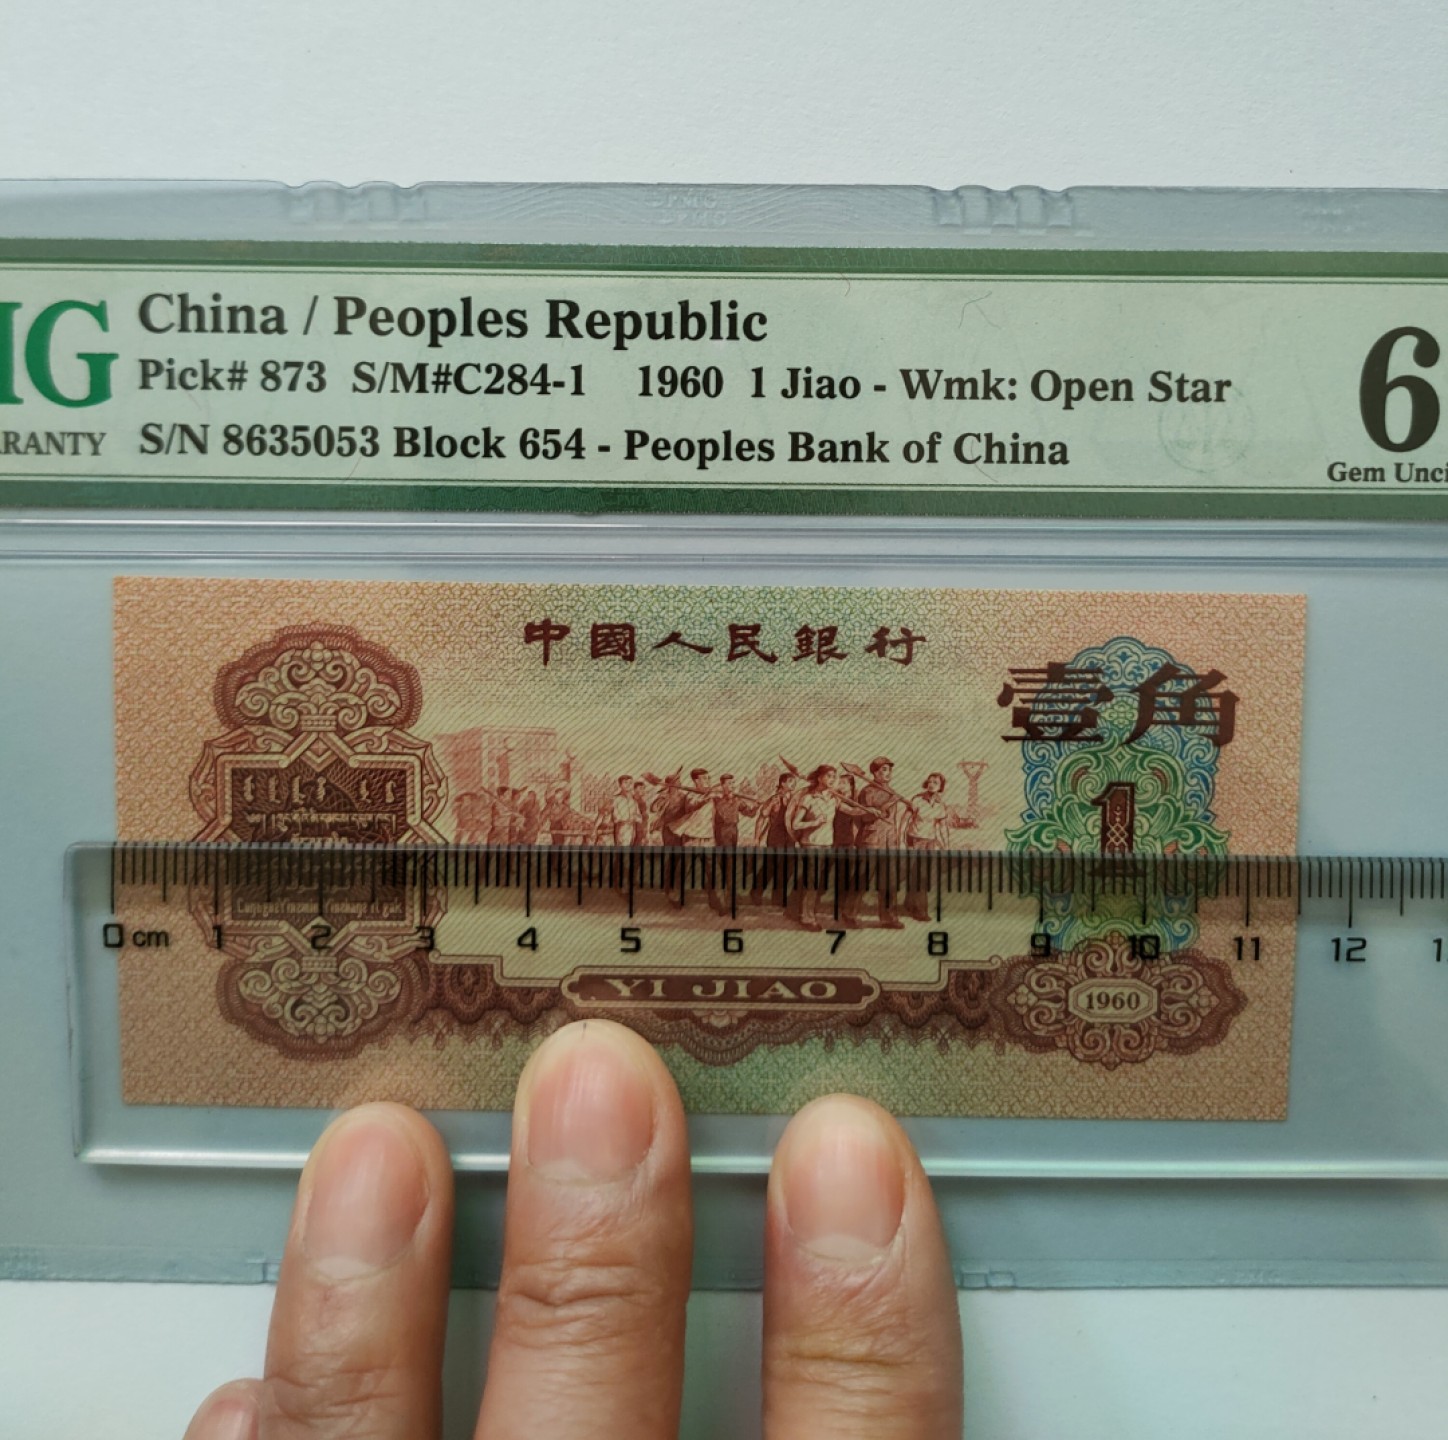 MG
China / Peoples Republic
Pick# 873 S/M#C284-1 1960 1 Jiao - Wmk: Open Star
RANTY S/N 8635053 Block 654 - Peoples Bank of China
6
Gem Unci
中國人民銀行
壹角
1
0 cm 1 2 3 4 5 6 7 8 9 10 11 12
YI JIAO
1960